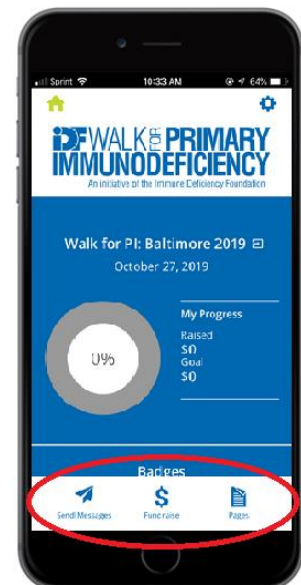 Sprint 10:33 AM 64%
iDF WALK FOR PRIMARY
IMMUNODEFICIENCY
An initiative of the Immune Deficiency Foundation
Walk for PI: Baltimore 2019
October 27, 2019
My Progress
Raised
$0
Goal
$0
0%
Badges
Send Messages Fundraise Pages